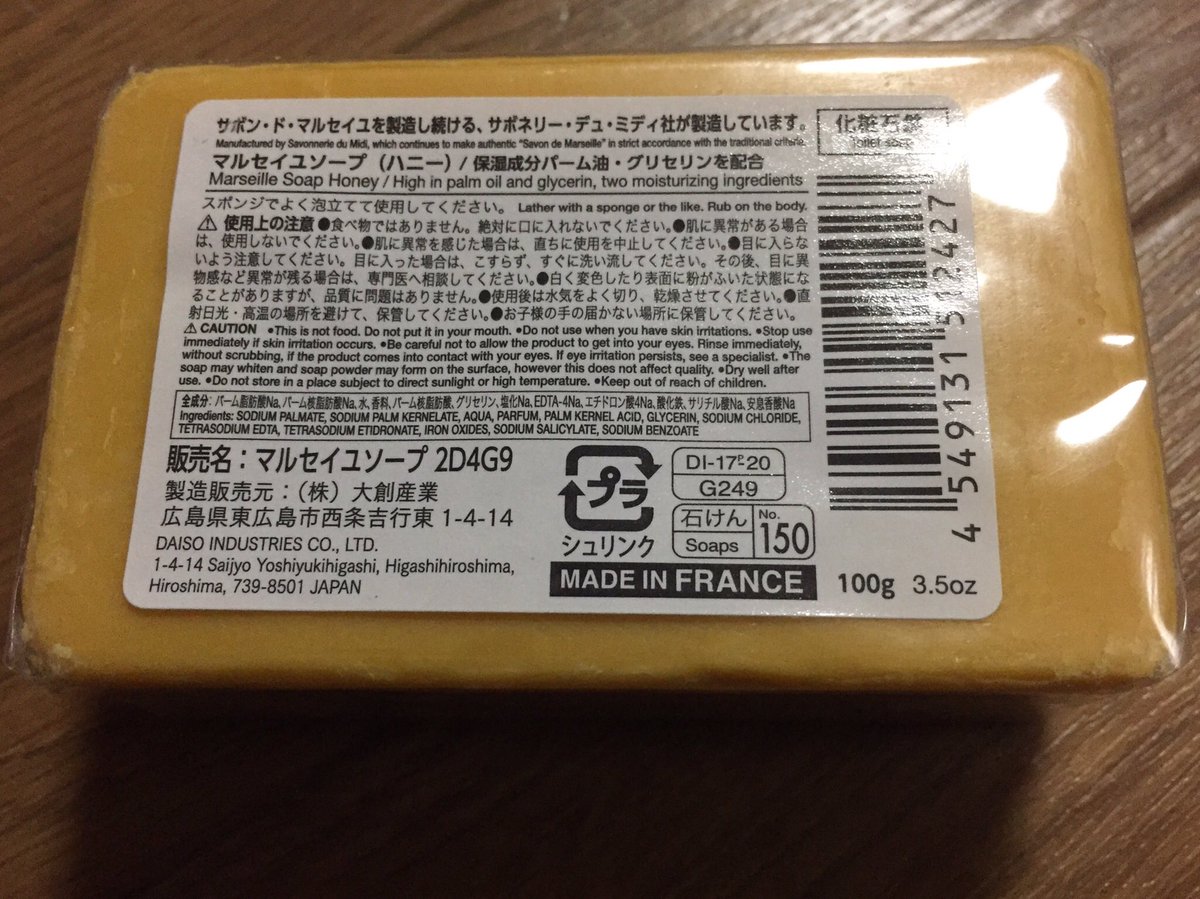 サボン・ド・マルセイユを製造し続ける、サボネリー・デュ・ミディ社が製造しています。
Manufactured by Savonnerie du Midi, which continues to make authentic “Savon de Marseille” in strict accordance with the traditional criteria.
化粧石鹸
Toilet soap
マルセイユソープ（ハニー）/ 保湿成分パーム油・グリセリンを配合
Marseille Soap Honey / High in palm oil and glycerin, two moisturizing ingredients
スポンジでよく泡立てて使用してください。 Lather with a sponge or the like. Rub on the body.
⚠ 使用上の注意 ●食べ物ではありません。絶対に口に入れないでください。●肌に異常がある場合
は、使用しないでください。●肌に異常を感じた場合は、直ちに使用を中止してください。●目に入らな
いよう注意してください。目に入った場合は、こすらず、すぐに洗い流してください。その後、目に異
物感など異常が残る場合は、専門医へ相談してください。●白く変色したり表面に粉がふいた状態にな
ることがありますが、品質に問題はありません。●使用後は水気をよく切り、乾燥させてください。●直
射日光・高温の場所を避けて、保管してください。●お子様の手の届かない場所に保管してください。
⚠ CAUTION ●This is not food. Do not put it in your mouth. ●Do not use when you have skin irritations. ●Stop use
immediately if skin irritation occurs. ●Be careful not to allow the product to get into your eyes. Rinse immediately,
without scrubbing, if the product comes into contact with your eyes. If eye irritation persists, see a specialist. ●The
soap may whiten and soap powder may form on the surface, however this does not affect quality. ●Dry well after
use. ●Do not store in a place subject to direct sunlight or high temperature. ●Keep out of reach of children.
全成分：パーム脂肪酸Na、パーム核脂肪酸Na、水、香料、パーム核脂肪酸、グリセリン、塩化Na、EDTA-4Na、エチドロン酸4Na、酸化鉄、サリチル酸Na、安息香酸Na
Ingredients: SODIUM PALMATE, SODIUM PALM KERNELATE, AQUA, PARFUM, PALM KERNEL ACID, GLYCERIN, SODIUM CHLORIDE,
TETRASODIUM EDTA, TETRASODIUM ETIDRONATE, IRON OXIDES, SODIUM SALICYLATE, SODIUM BENZOATE
販売名：マルセイユソープ 2D4G9
製造販売元：（株）大創産業
広島県東広島市西条吉行東 1-4-14
DAISO INDUSTRIES CO., LTD.
1-4-14 Saijyo Yoshiyukihigashi, Higashihiroshima,
Hiroshima, 739-8501 JAPAN
プラ
シュリンク
DI-17P-20
G249
石けん
Soaps
No.
150
MADE IN FRANCE
100g 3.5oz
4 549131 502427